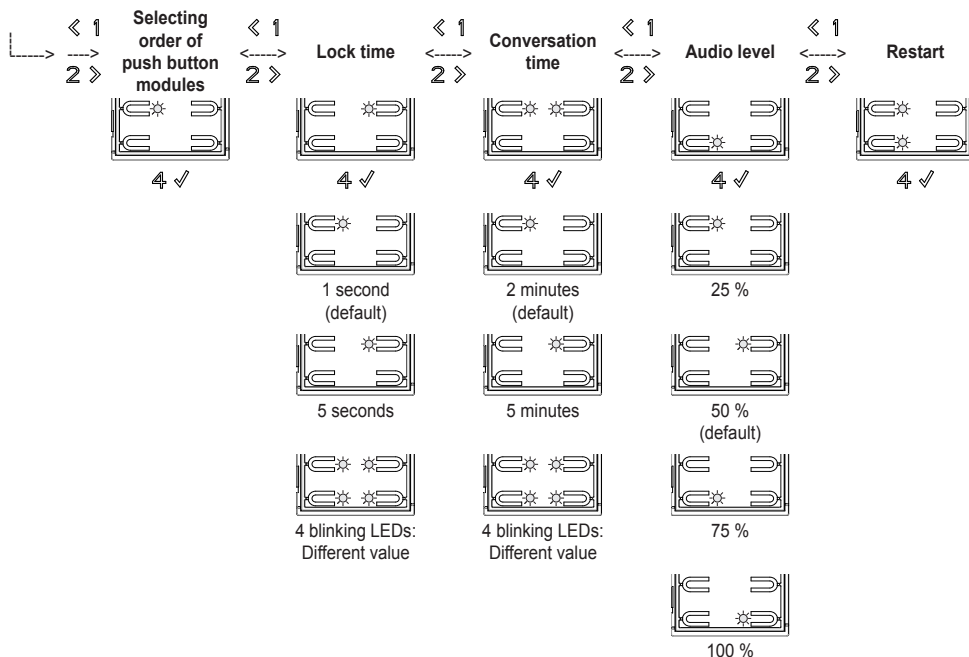 ≪ 1
---->
2 ≫
Selecting
order of
push button
modules
4 ✓
≪ 1
<----->
2 ≫
Lock time
4 ✓
1 second
(default)
5 seconds
4 blinking LEDs:
Different value
≪ 1
<----->
2 ≫
Conversation
time
4 ✓
2 minutes
(default)
5 minutes
4 blinking LEDs:
Different value
≪ 1
<----->
2 ≫
Audio level
4 ✓
25 %
50 %
(default)
75 %
100 %
≪ 1
<----->
2 ≫
Restart
4 ✓